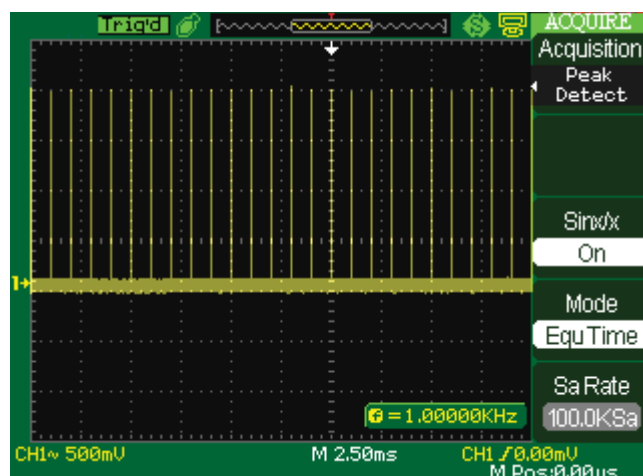 Trig'd
ACQUIRE
Acquisition
Peak
Detect
Sinx/x
On
Mode
EquTime
Sa Rate
100.0KSa
1
f = 1.00000KHz
CH1~ 500mV
M 2.50ms
CH1 / 0.00mV
M Pos:0.00μs